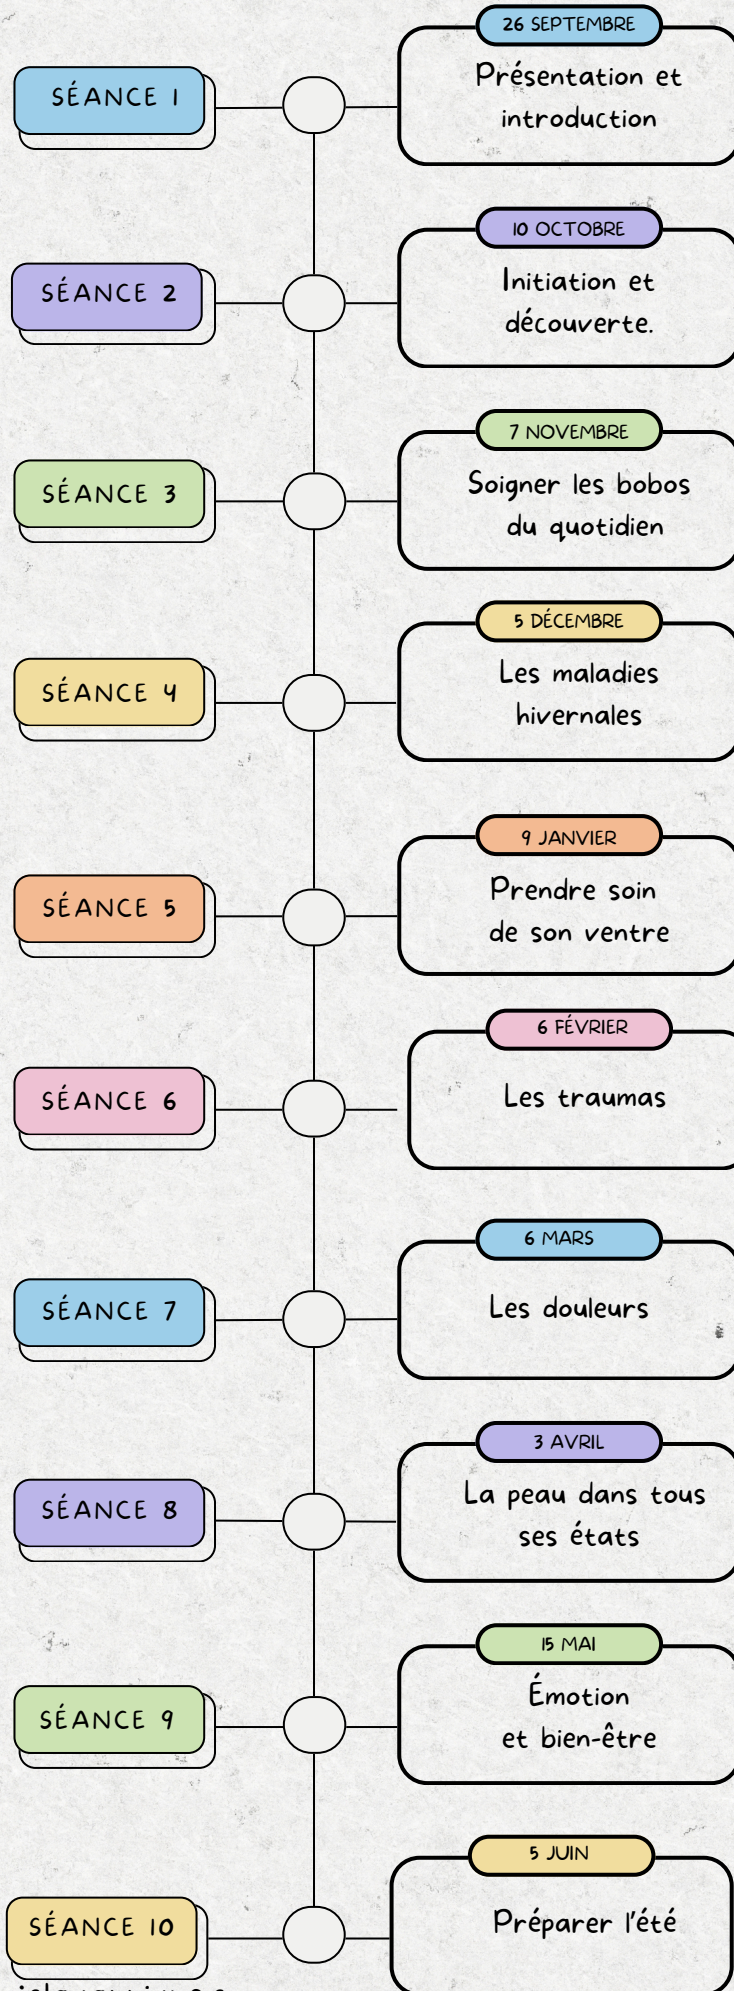 SÉANCE 1
26 SEPTEMBRE
Présentation et
introduction
SÉANCE 2
10 OCTOBRE
Initiation et
découverte.
SÉANCE 3
7 NOVEMBRE
Soigner les bobos
du quotidien
SÉANCE 4
5 DÉCEMBRE
Les maladies
hivernales
SÉANCE 5
9 JANVIER
Prendre soin
de son ventre
SÉANCE 6
6 FÉVRIER
Les traumas
SÉANCE 7
6 MARS
Les douleurs
SÉANCE 8
3 AVRIL
La peau dans tous
ses états
SÉANCE 9
15 MAI
Émotion
et bien-être
SÉANCE 10
5 JUIN
Préparer l'été